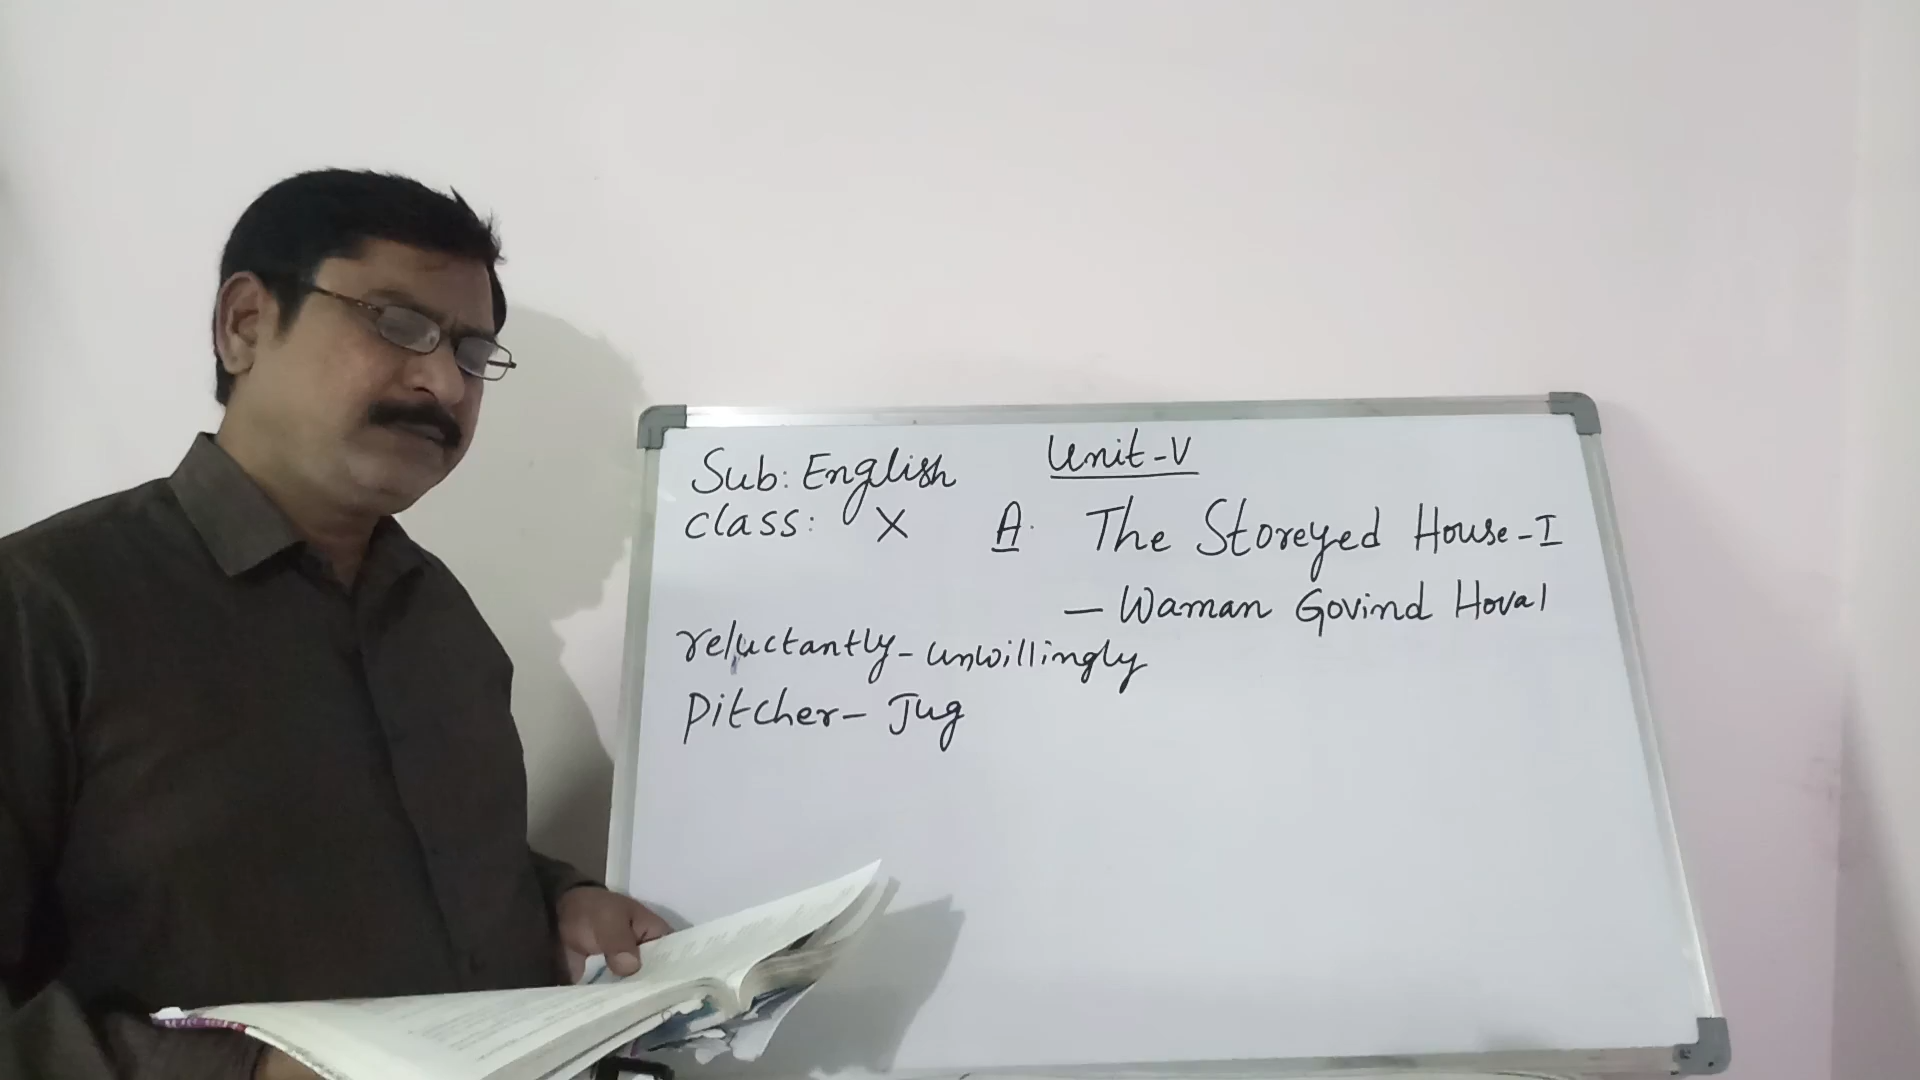 Sub: English
Unit-V
Class: X
A. The Storeyed House-I
- Waman Govind Hoval
reluctantly - unwillingly
Pitcher - Jug